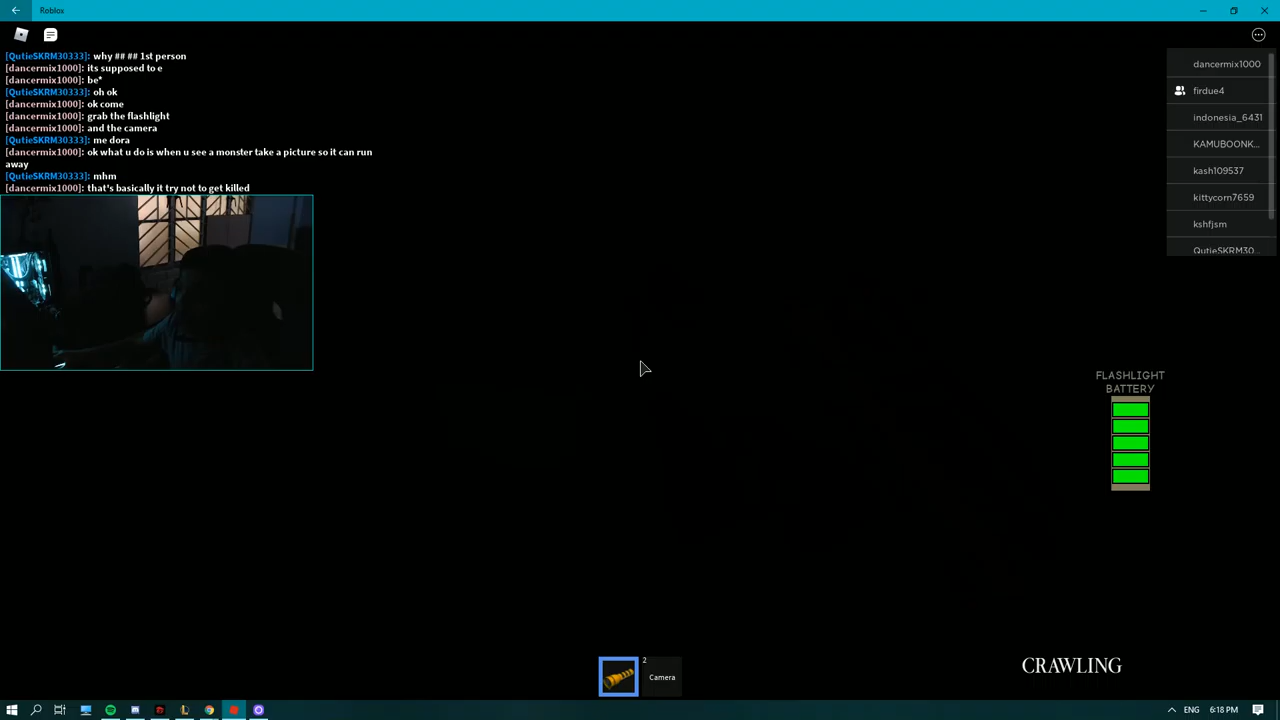 Roblox
[QutieSKRM30333]: why ## ## 1st person
[dancermix1000]: its supposed to e
[dancermix1000]: be*
[QutieSKRM30333]: oh ok
[dancermix1000]: ok come
[dancermix1000]: grab the flashlight
[dancermix1000]: and the camera
[QutieSKRM30333]: me dora
[dancermix1000]: ok what u do is when u see a monster take a picture so it can run
away
[QutieSKRM30333]: mhm
[dancermix1000]: that's basically it try not to get killed
dancermix1000
firdue4
indonesia_6431
KAMUBOONK...
kash109537
kittycorn7659
kshfjsm
QutieSKRM30...
FLASHLIGHT
BATTERY
2
Camera
CRAWLING
ENG
6:18 PM